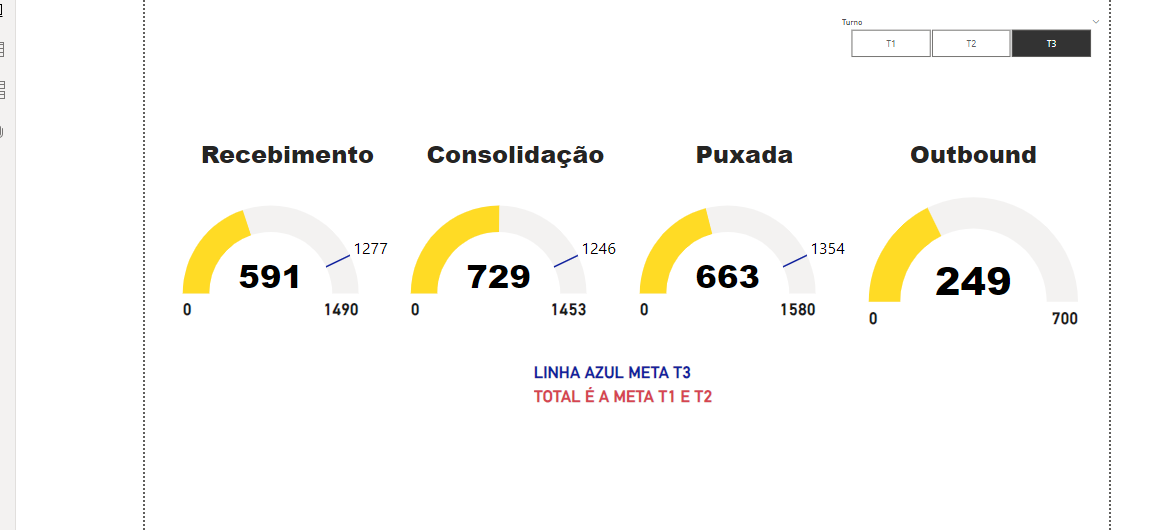 Turno
T1 T2 T3
Recebimento Consolidação Puxada Outbound
1277 1246 1354
591 729 663 249
0 1490 0 1453 0 1580 0 700
LINHA AZUL META T3
TOTAL É A META T1 E T2